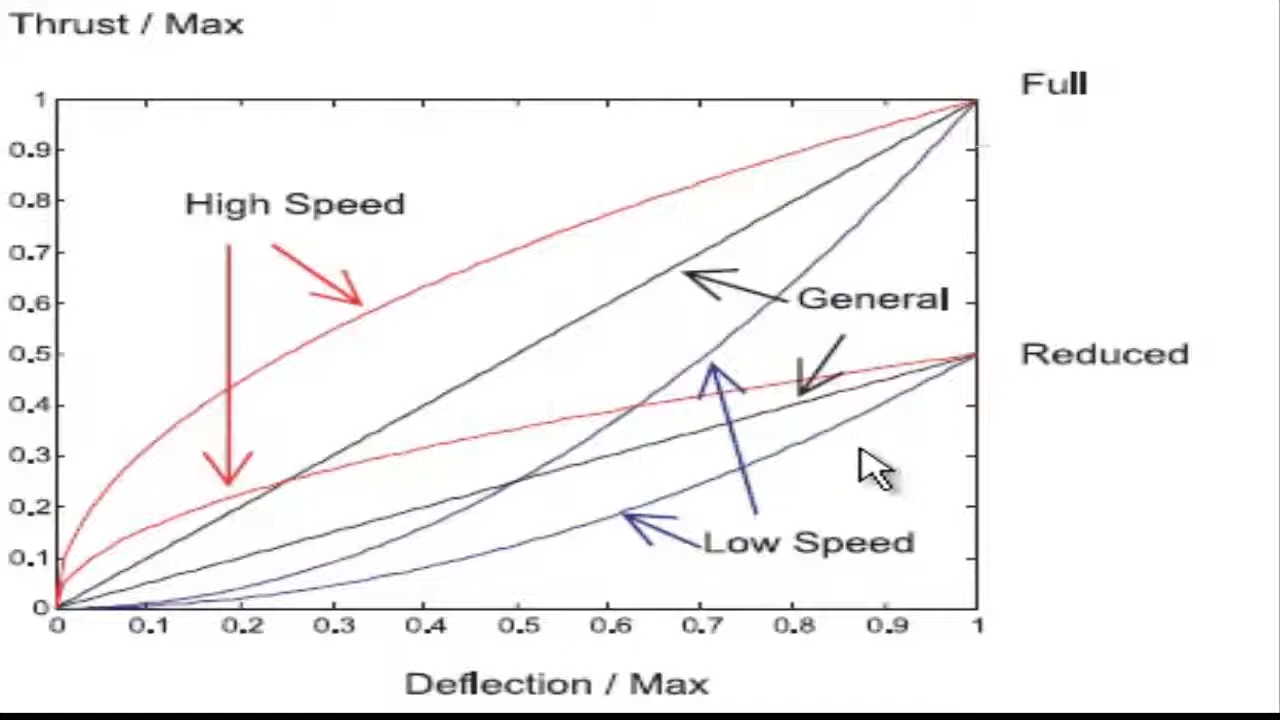 Thrust / Max
Full
1
0.9
0.8
High Speed
0.7
0.6
General
0.5
Reduced
0.4
0.3
0.2
Low Speed
0.1
0
0 0.1 0.2 0.3 0.4 0.5 0.6 0.7 0.8 0.9 1
Deflection / Max